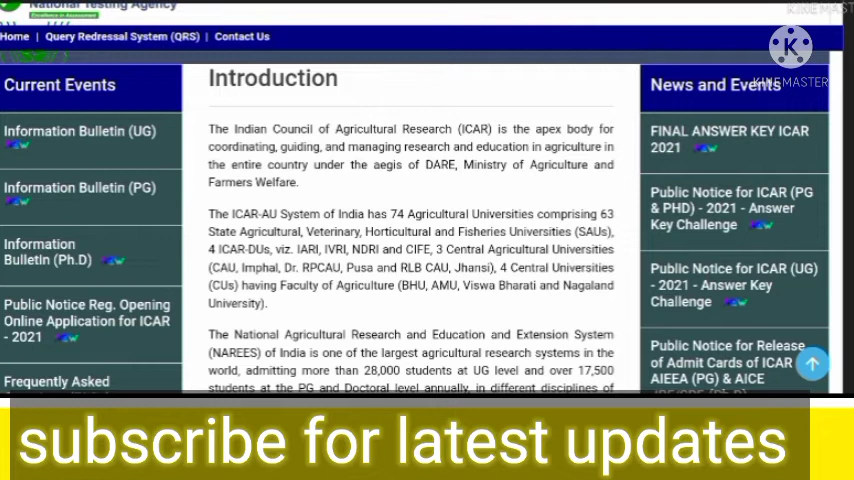 National Testing Agency
Excellence in Assessment
KINEMAST
Home | Query Redressal System (QRS) | Contact Us
KINEMASTER
Current Events
Information Bulletin (UG)
Information Bulletin (PG)
Information
Bulletin (Ph.D)
Public Notice Reg. Opening
Online Application for ICAR
- 2021
Frequently Asked
Introduction
The Indian Council of Agricultural Research (ICAR) is the apex body for
coordinating, guiding, and managing research and education in agriculture in
the entire country under the aegis of DARE, Ministry of Agriculture and
Farmers Welfare.
The ICAR-AU System of India has 74 Agricultural Universities comprising 63
State Agricultural, Veterinary, Horticultural and Fisheries Universities (SAUs),
4 ICAR-DUs, viz. IARI, IVRI, NDRI and CIFE, 3 Central Agricultural Universities
(CAU, Imphal, Dr. RPCAU, Pusa and RLB CAU, Jhansi), 4 Central Universities
(CUs) having Faculty of Agriculture (BHU, AMU, Viswa Bharati and Nagaland
University).
The National Agricultural Research and Education and Extension System
(NAREES) of India is one of the largest agricultural research systems in the
world, admitting more than 28,000 students at UG level and over 17,500
students at the PG and Doctoral level annually, in different disciplines of
News and Events
FINAL ANSWER KEY ICAR
2021
Public Notice for ICAR (PG
& PHD) - 2021 - Answer
Key Challenge
Public Notice for ICAR (UG)
- 2021 - Answer Key
Challenge
Public Notice for Release
of Admit Cards of ICAR
AIEEA (PG) & AICE
subscribe for latest updates